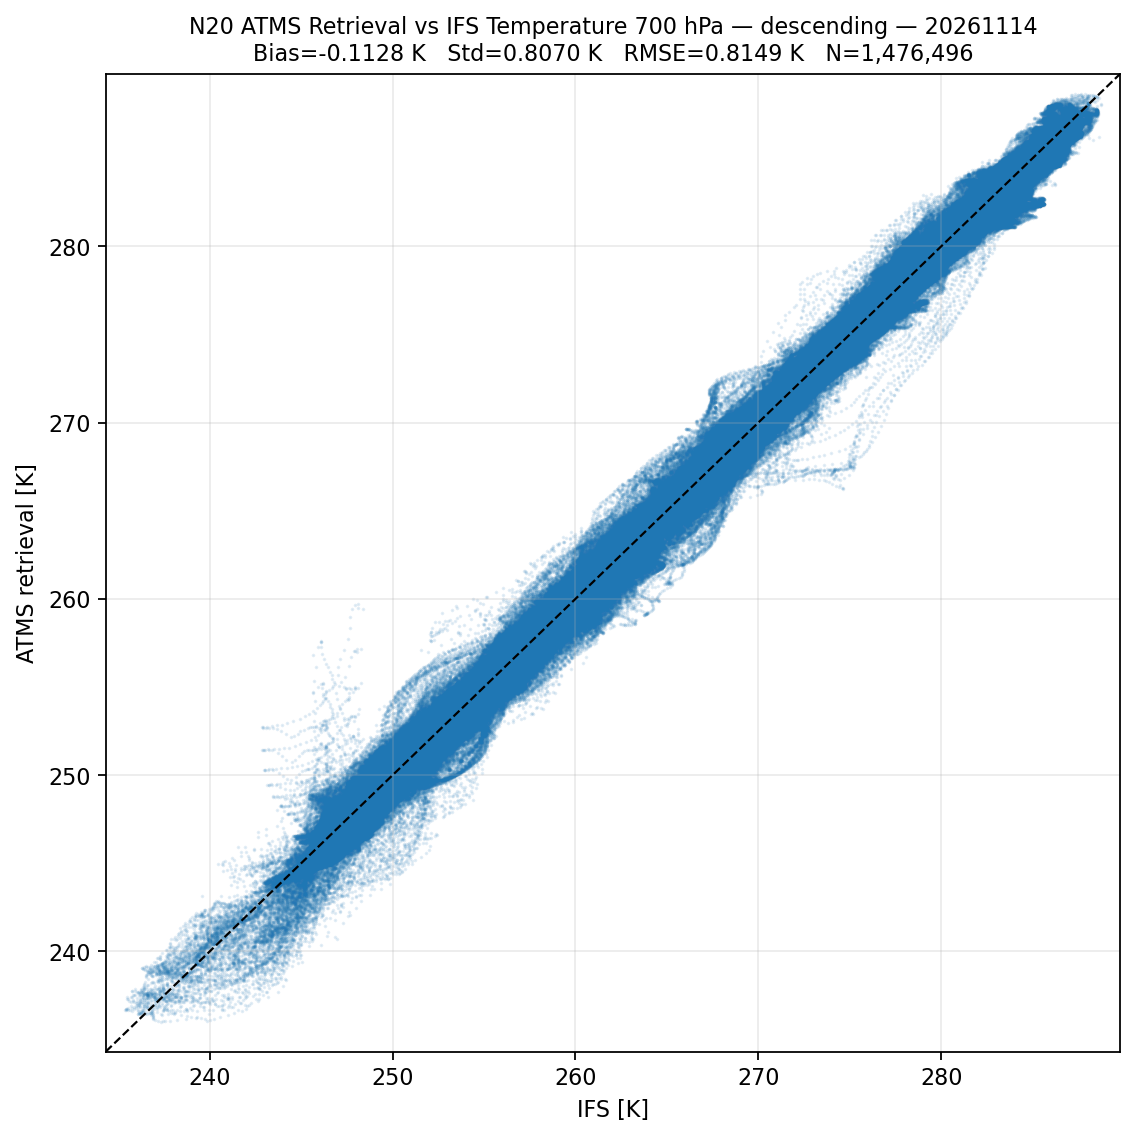 N20 ATMS Retrieval vs IFS Temperature 700 hPa — descending — 20261114
Bias=-0.1128 K   Std=0.8070 K   RMSE=0.8149 K   N=1,476,496
280
270
260
250
240
ATMS retrieval [K]
240 250 260 270 280
IFS [K]